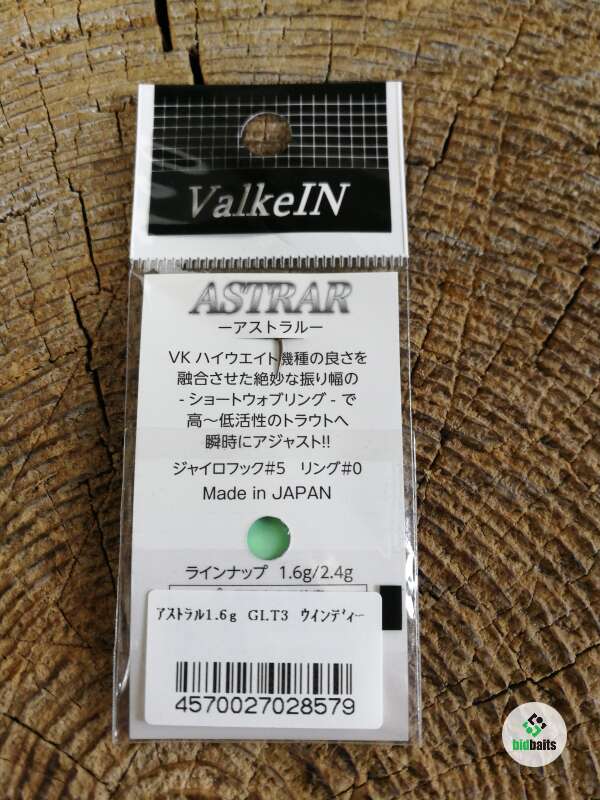 ValkeIN
ASTRAR
ーアストラルー
VK ハイウエイト機種の良さを
融合させた絶妙な振り幅の
- ショートウォブリング - で
高〜低活性のトラウトへ
瞬時にアジャスト!!
ジャイロフック#5 リング#0
Made in JAPAN
ラインナップ 1.6g/2.4g
ｱｽﾄﾗﾙ1.6g GLT3 ｳｲﾝﾃﾞｨｰ
4570027028579
bidbaits